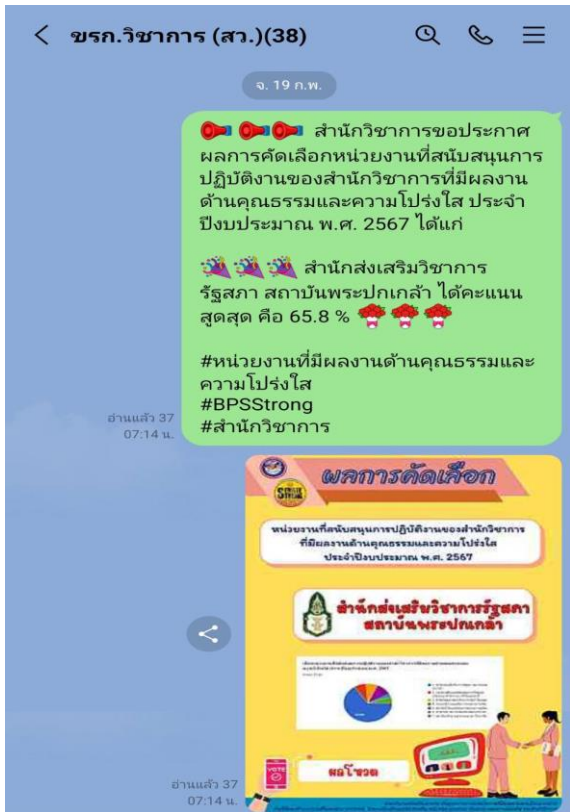 ขรก.วิชาการ (สว.)(38)
จ. 19 ก.พ.
สำนักวิชาการขอประกาศ
ผลการคัดเลือกหน่วยงานที่สนับสนุนการ
ปฏิบัติงานของสำนักวิชาการที่มีผลงาน
ด้านคุณธรรมและความโปร่งใส ประจำ
ปีงบประมาณ พ.ศ. 2567 ได้แก่
สำนักส่งเสริมวิชาการ
รัฐสภา สถาบันพระปกเกล้า ได้คะแนน
สูดสุด คือ 65.8 %
#หน่วยงานที่มีผลงานด้านคุณธรรมและ
ความโปร่งใส
#BPSStrong
#สำนักวิชาการ
อ่านแล้ว 37
07:14 น.
ผลการคัดเลือก
STRONG
หน่วยงานที่สนับสนุนการปฏิบัติงานของสำนักวิชาการ
ที่มีผลงานด้านคุณธรรมและความโปร่งใส
ประจำปีงบประมาณ พ.ศ. 2567
สำนักส่งเสริมวิชาการรัฐสภา
สถาบันพระปกเกล้า
VOTE
ผลโหวต
อ่านแล้ว 37
07:14 น.